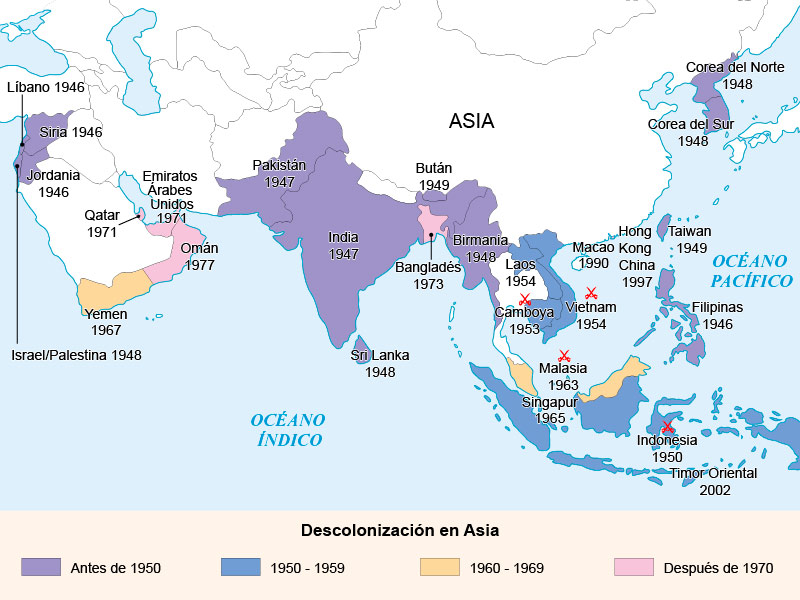 Corea del Norte
1948
Líbano 1946
ASIA
Siria 1946
Corea del Sur
1948
Pakistán
1947
Bután
1949
Jordania
1946
Emiratos
Árabes
Unidos
1971
Qatar
1971
India
1947
Birmania
1948
Hong
Kong
China
1997
Taiwan
1949
Macao
1990
Omán
1977
Bangladés
1973
Laos
1954
OCÉANO
PACÍFICO
Yemen
1967
Camboya
1953
Vietnam
1954
Filipinas
1946
Israel/Palestina 1948
Sri Lanka
1948
Malasia
1963
Singapur
1965
OCÉANO
ÍNDICO
Indonesia
1950
Timor Oriental
2002
Descolonización en Asia
Antes de 1950
1950 - 1959
1960 - 1969
Después de 1970